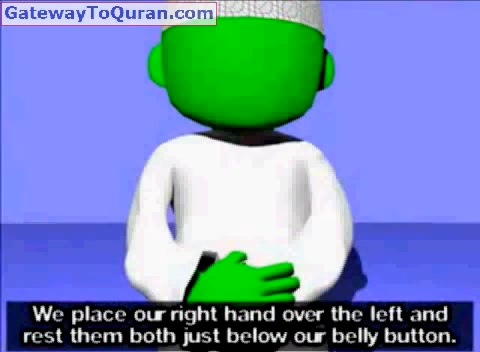 GatewayToQuran.com
We place our right hand over the left and
rest them both just below our belly button.